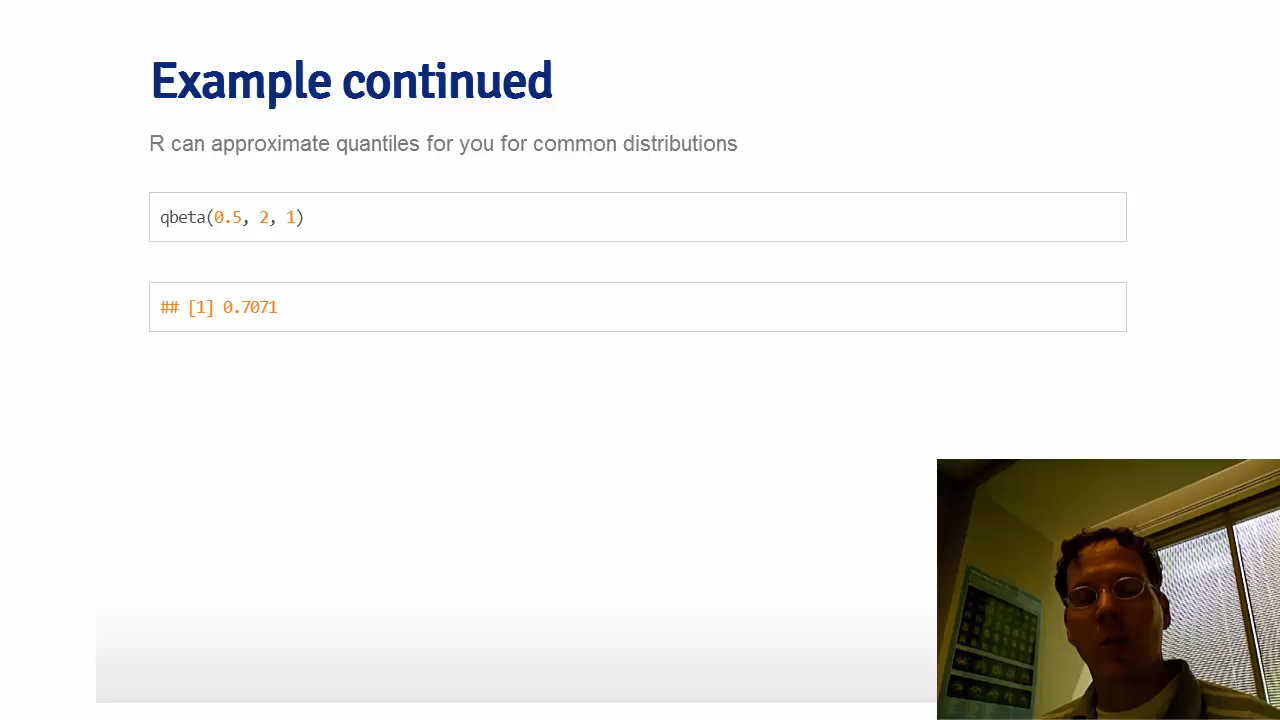 Example continued
R can approximate quantiles for you for common distributions
qbeta(0.5, 2, 1)
## [1] 0.7071